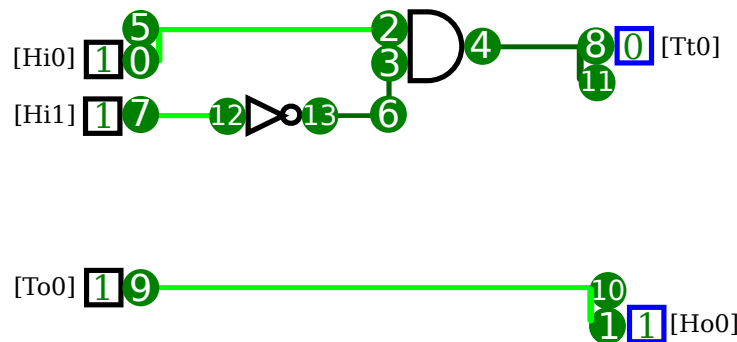 5 2 4 8 0 [Tt0]
[Hi0] 1 0 3 11
[Hi1] 1 7 12 13 6
[To0] 1 9 10
1 1 [Ho0]